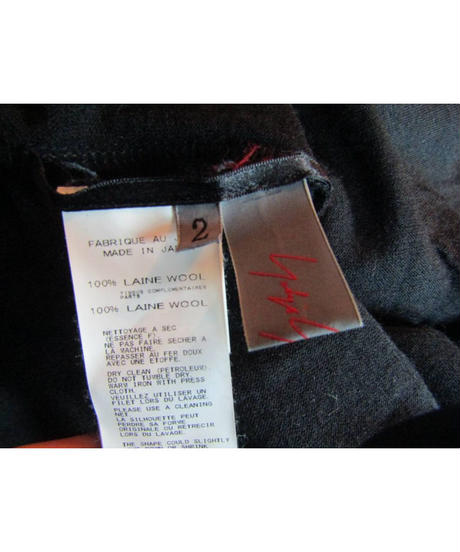 2
FABRIQUE AU
MADE IN
100% LAINE WOOL
TISSUS COMPLEMENTAIRES
PARTS
100% LAINE WOOL
NETTOYAGE A SEC
(ESSENCE F).
NE PAS FAIRE SECHER A
LA MACHINE.
REPASSER AU FER DOUX
AVEC UNE ETOFFE.
DRY CLEAN (PETROLEUM).
DO NOT TUMBLE DRY.
WARM IRON WITH PRESS
CLOTH.
VEUILLEZ UTILISER UN
FILET LORS DU LAVAGE.
PLEASE USE A CLEANING
NET.
LA SILHOUETTE PEUT
PERDRE SA FORME
ORIGINALE OU RETRECIR
LORS DU LAVAGE.
THE SHAPE COULD SLIGHTLY
OR SHRINK